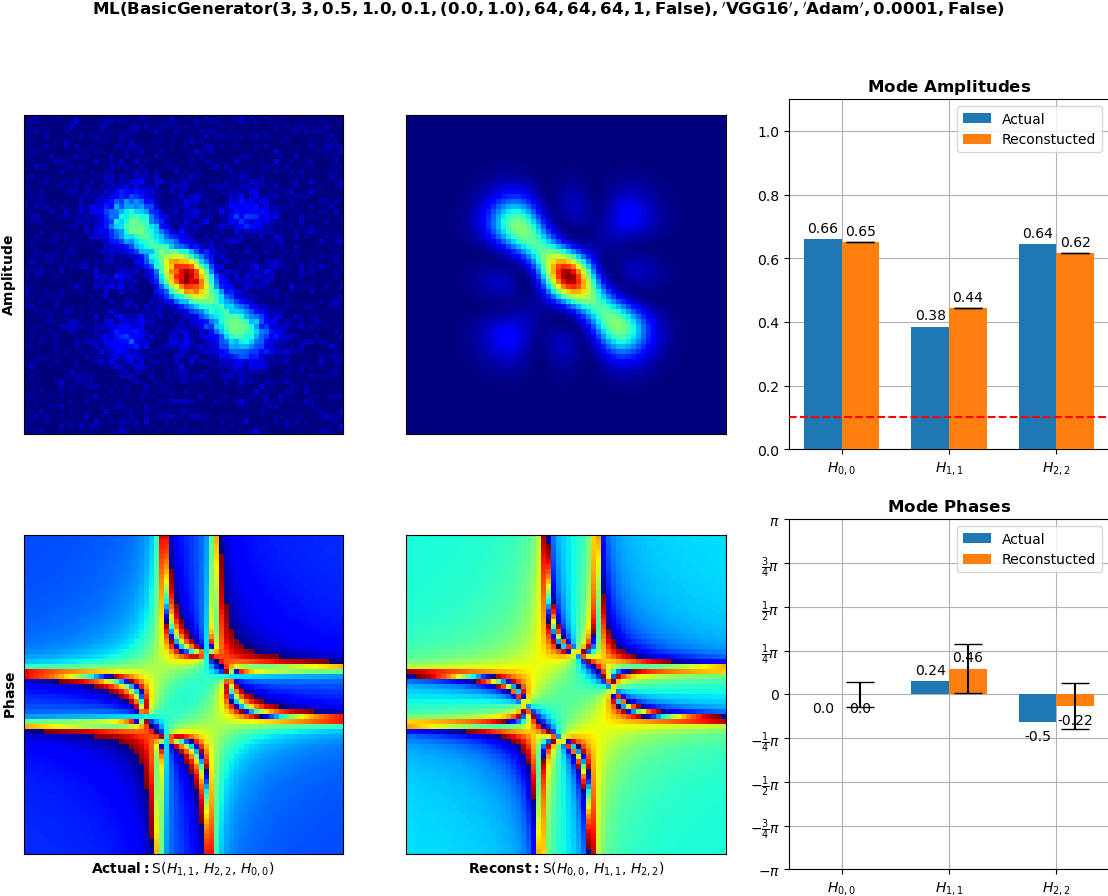 ML(BasicGenerator(3, 3, 0.5, 1.0, 0.1, (0.0, 1.0), 64, 64, 64, 1, False), ′VGG16′, ′Adam′, 0.0001, False)
Amplitude
Mode Amplitudes
Actual
Reconstucted
1.0
0.8
0.6
0.4
0.2
0.0
0.66
0.65
0.38
0.44
0.64
0.62
H0,0
H1,1
H2,2
Phase
Actual: S(H1,1, H2,2, H0,0)
Reconst: S(H0,0, H1,1, H2,2)
Mode Phases
Actual
Reconstucted
π
3/4π
1/2π
1/4π
0
−1/4π
−1/2π
−3/4π
−π
0.0
0.0
0.24
0.46
-0.5
-0.22
H0,0
H1,1
H2,2